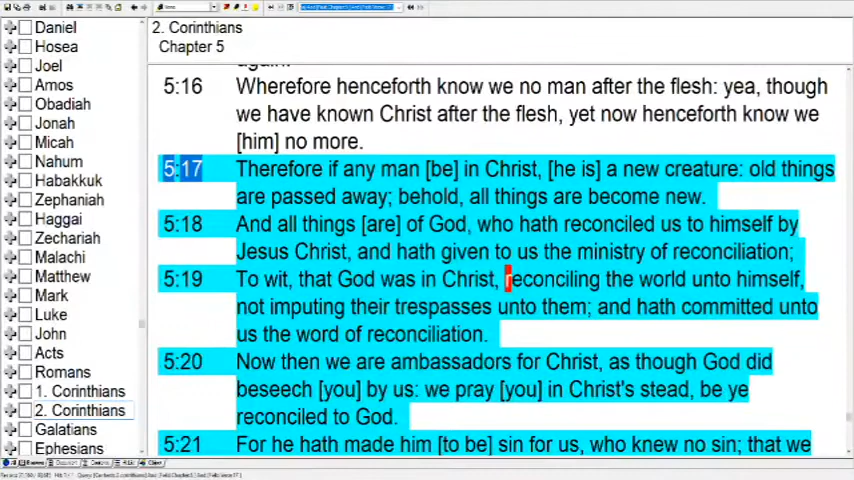 2. Corinthians
Chapter 5
Daniel
Hosea
Joel
Amos
Obadiah
Jonah
Micah
Nahum
Habakkuk
Zephaniah
Haggai
Zechariah
Malachi
Matthew
Mark
Luke
John
Acts
Romans
1. Corinthians
2. Corinthians
Galatians
Ephesians
again.
5:16 Wherefore henceforth know we no man after the flesh: yea, though
we have known Christ after the flesh, yet now henceforth know we
[him] no more.
5:17 Therefore if any man [be] in Christ, [he is] a new creature: old things
are passed away; behold, all things are become new.
5:18 And all things [are] of God, who hath reconciled us to himself by
Jesus Christ, and hath given to us the ministry of reconciliation;
5:19 To wit, that God was in Christ, reconciling the world unto himself,
not imputing their trespasses unto them; and hath committed unto
us the word of reconciliation.
5:20 Now then we are ambassadors for Christ, as though God did
beseech [you] by us: we pray [you] in Christ's stead, be ye
reconciled to God.
5:21 For he hath made him [to be] sin for us, who knew no sin; that we